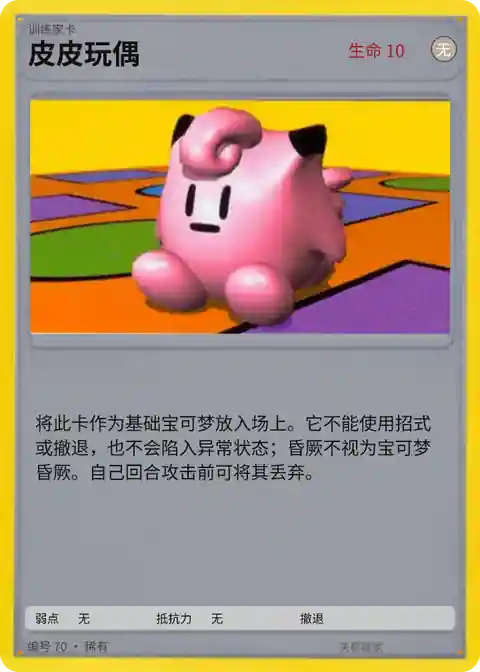 训练家卡
皮皮玩偶
生命 10
无
将此卡作为基础宝可梦放入场上。它不能使用招式
或撤退，也不会陷入异常状态；昏厥不视为宝可梦
昏厥。自己回合攻击前可将其丢弃。
弱点 无 抵抗力 无 撤退
编号 70 · 稀有